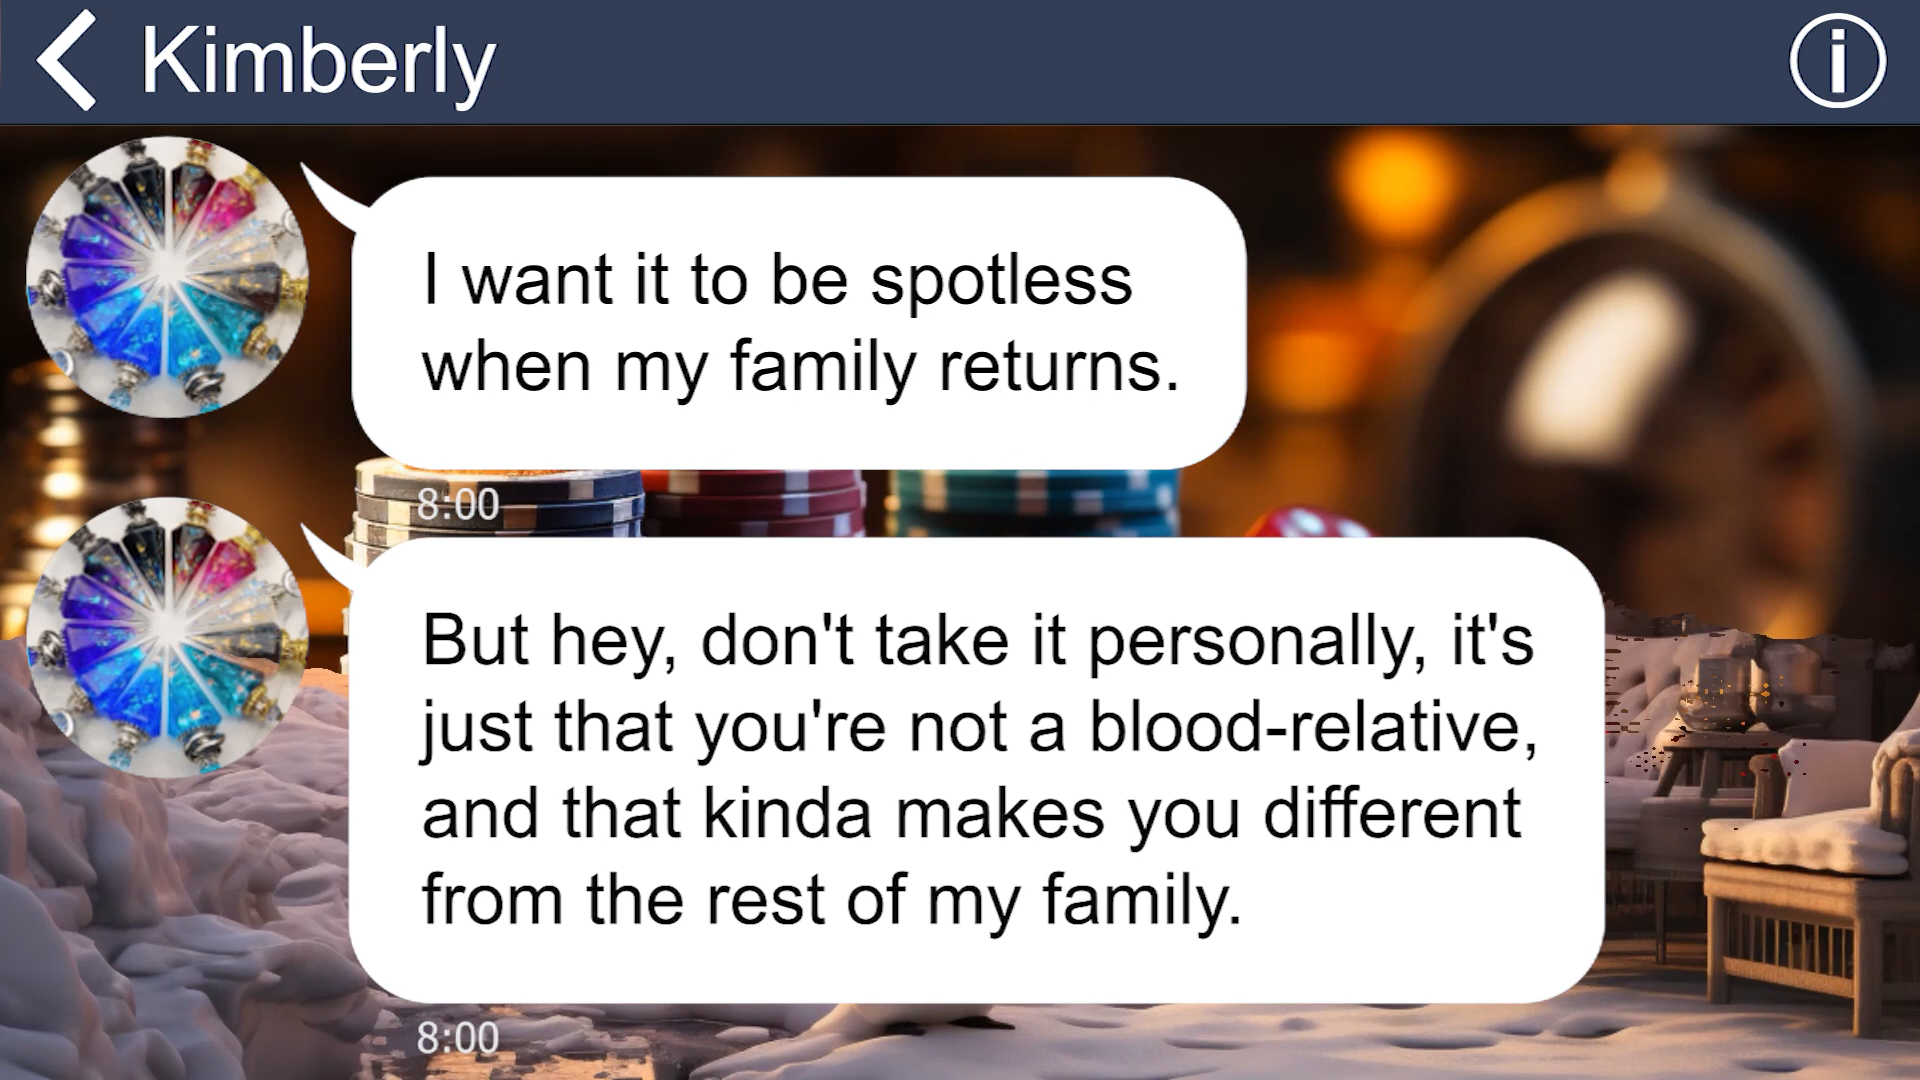 Kimberly
I want it to be spotless
when my family returns.
8:00
But hey, don't take it personally, it's
just that you're not a blood-relative,
and that kinda makes you different
from the rest of my family.
8:00